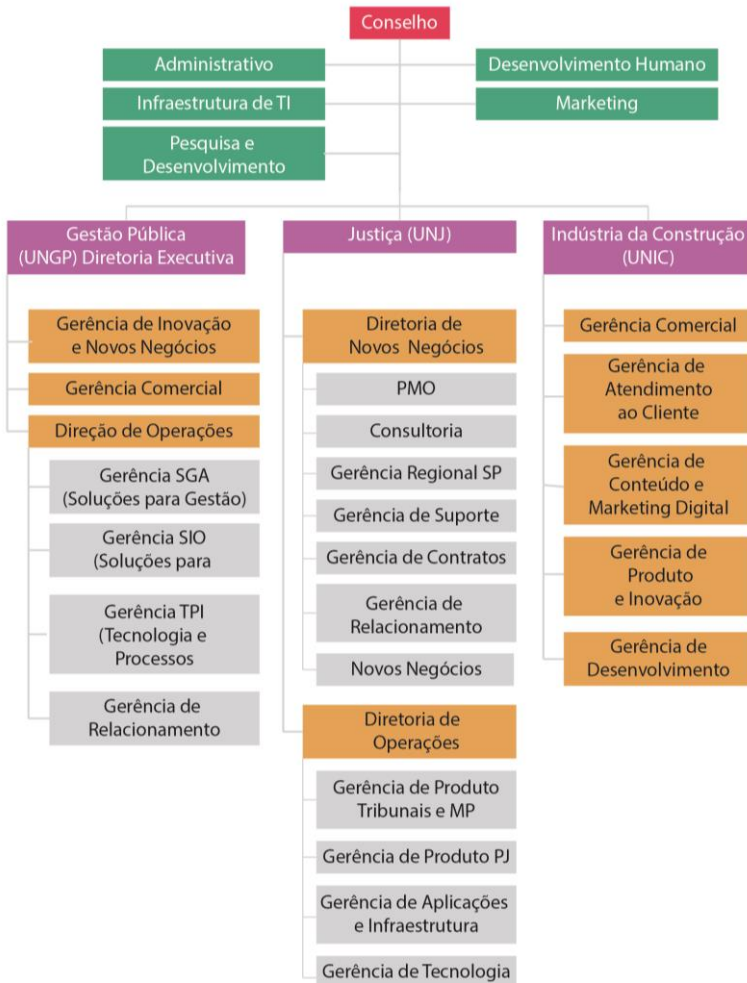 Conselho
Administrativo
Desenvolvimento Humano
Infraestrutura de TI
Marketing
Pesquisa e
Desenvolvimento
Gestão Pública
(UNGP) Diretoria Executiva
Gerência de Inovação
e Novos Negócios
Gerência Comercial
Direção de Operações
Gerência SGA
(Soluções para Gestão)
Gerência SIO
(Soluções para
Gerência TPI
(Tecnologia e
Processos
Gerência de
Relacionamento
Justiça (UNJ)
Diretoria de
Novos Negócios
PMO
Consultoria
Gerência Regional SP
Gerência de Suporte
Gerência de Contratos
Gerência de
Relacionamento
Novos Negócios
Diretoria de
Operações
Gerência de Produto
Tribunais e MP
Gerência de Produto PJ
Gerência de Aplicações
e Infraestrutura
Gerência de Tecnologia
Indústria da Construção
(UNIC)
Gerência Comercial
Gerência de
Atendimento
ao Cliente
Gerência de
Conteúdo e
Marketing Digital
Gerência de
Produto
e Inovação
Gerência de
Desenvolvimento